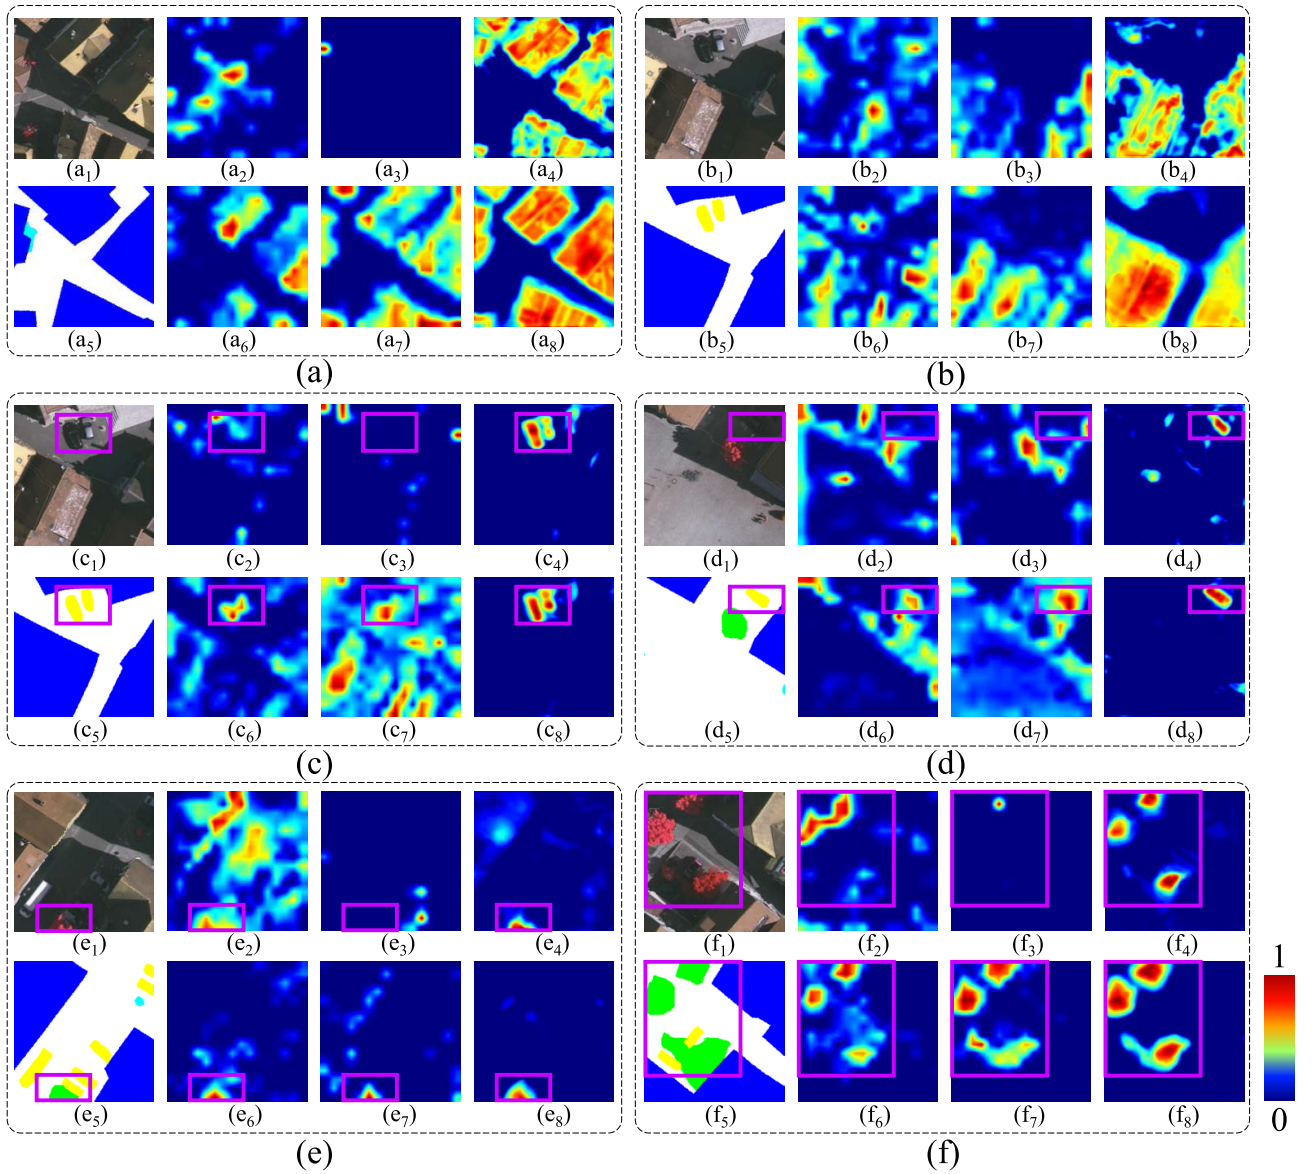 (a1) (a2) (a3) (a4) (b1) (b2) (b3) (b4)
(a5) (a6) (a7) (a8) (b5) (b6) (b7) (b8)
(a) (b)
(c1) (c2) (c3) (c4) (d1) (d2) (d3) (d4)
(c5) (c6) (c7) (c8) (d5) (d6) (d7) (d8)
(c) (d)
(e1) (e2) (e3) (e4) (f1) (f2) (f3) (f4)
1
(e5) (e6) (e7) (e8) (f5) (f6) (f7) (f8)
0
(e) (f)